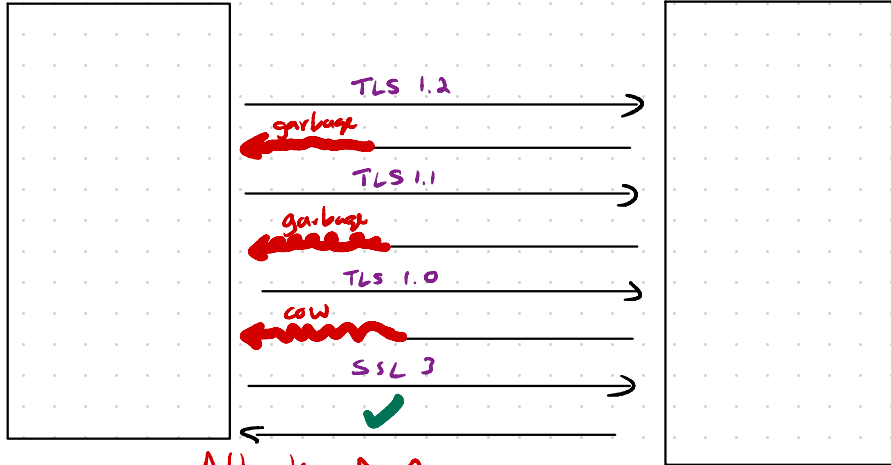 TLS 1.2
garbage
TLS 1.1
garbage
TLS 1.0
cow
SSL 3